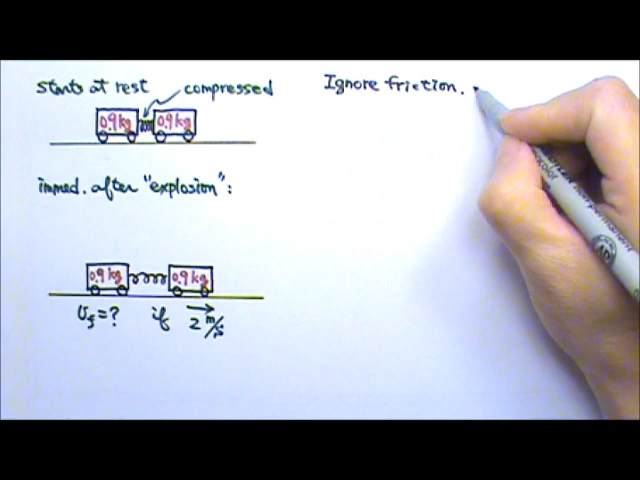 starts at rest compressed
0.9 kg 0.9 kg
immed. after "explosion":
0.9 kg 0.9 kg
v_f = ? if 2 m/s
Ignore friction.